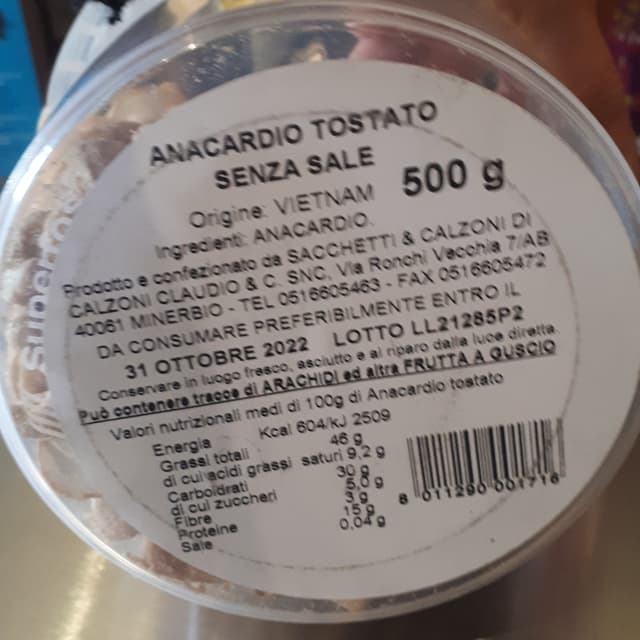 ANACARDIO TOSTATO
SENZA SALE
500 g
Origine: VIETNAM
Ingredienti: ANACARDIO.
Prodotto e confezionato da SACCHETTI & CALZONI DI
CALZONI CLAUDIO & C. SNC. Via Ronchi Vecchia 7/AB
40061 MINERBIO - TEL 0516605463 - FAX 0516605472
DA CONSUMARE PREFERIBILMENTE ENTRO IL
31 OTTOBRE 2022 LOTTO LL21285P2
Conservare in luogo fresco, asciutto e al riparo dalla luce diretta.
Può contenere tracce di ARACHIDI ed altra FRUTTA A GUSCIO
Valori nutrizionali medi di 100g di Anacardio tostato
Energia Kcal 604/kJ 2509
Grassi totali 46 g
di cui acidi grassi saturi 9,2 g
Carboidrati 30 g
di cui zuccheri 5,0 g
Fibre 3 g
Proteine 15 g
Sale 0,04 g
8 011290 001716